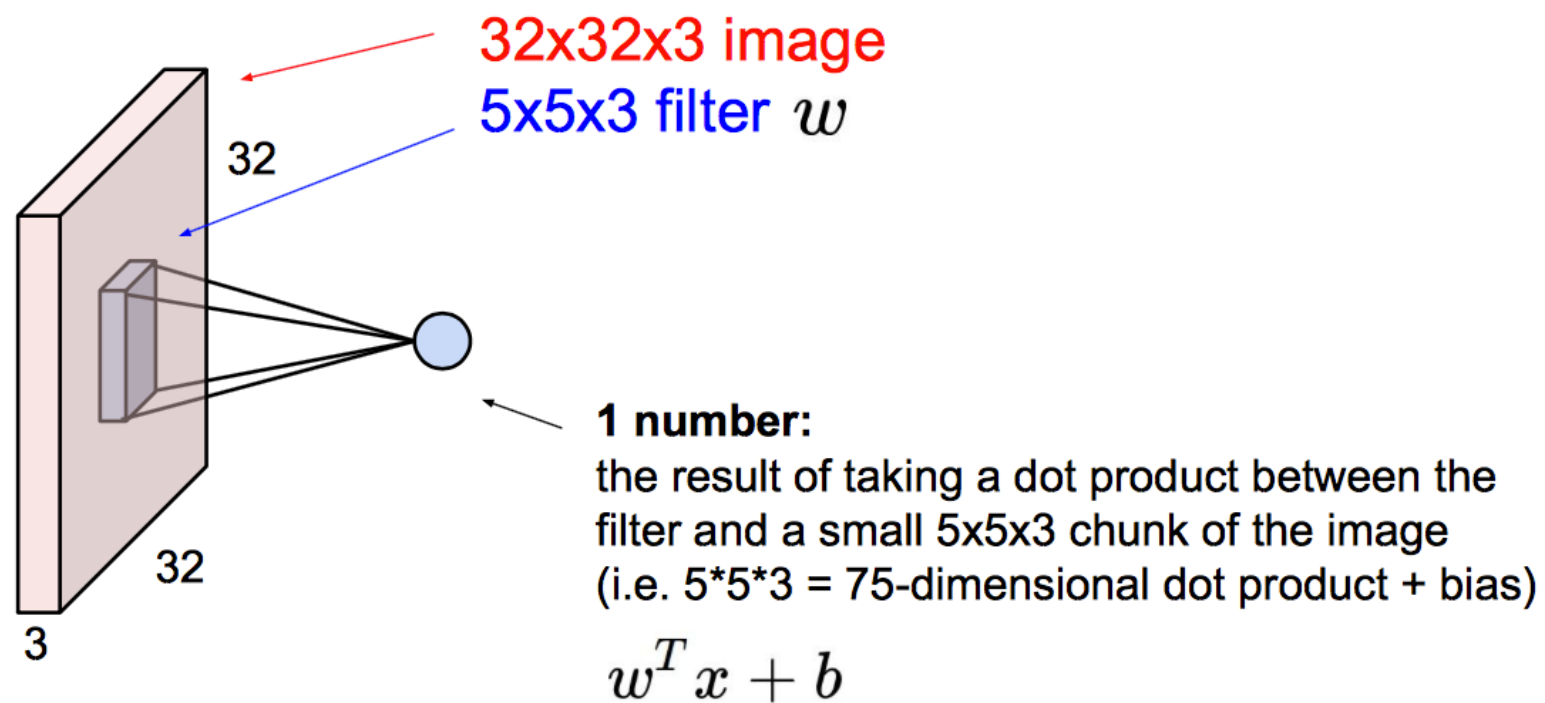 32x32x3 image
5x5x3 filter w
32
32
3
1 number:
the result of taking a dot product between the
filter and a small 5x5x3 chunk of the image
(i.e. 5*5*3 = 75-dimensional dot product + bias)
w^T x + b